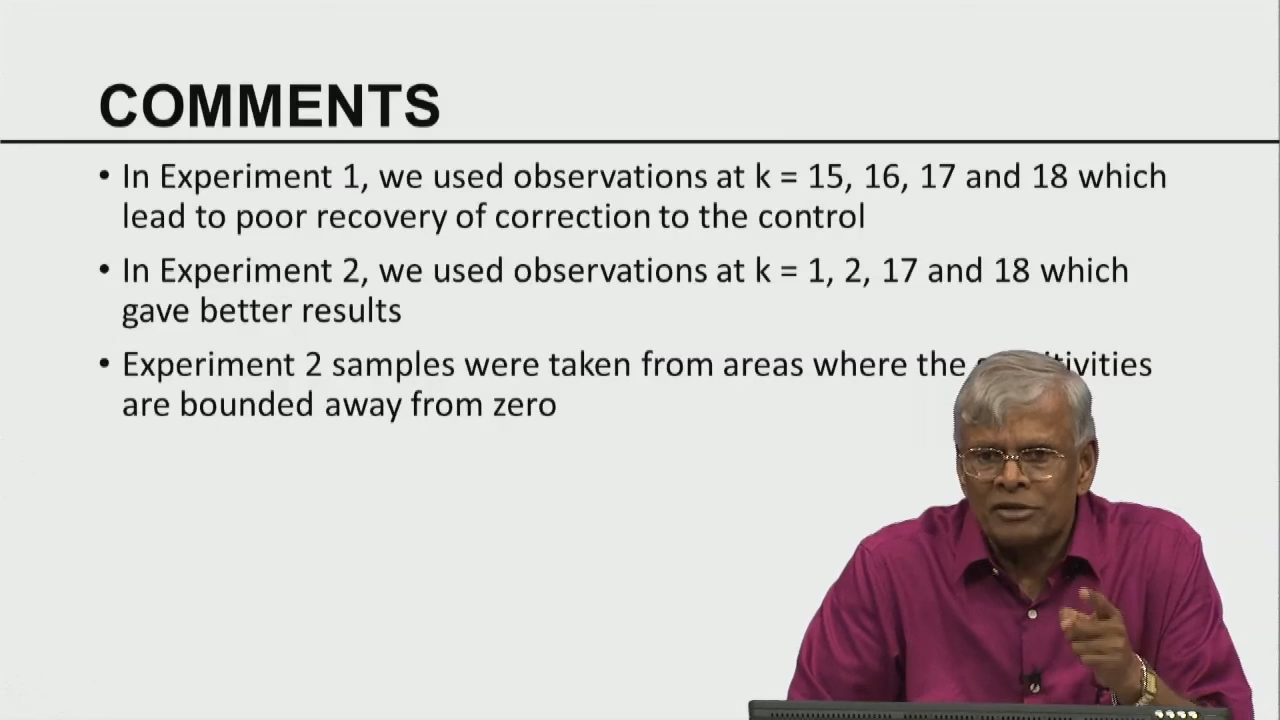 COMMENTS
• In Experiment 1, we used observations at k = 15, 16, 17 and 18 which
lead to poor recovery of correction to the control
• In Experiment 2, we used observations at k = 1, 2, 17 and 18 which
gave better results
• Experiment 2 samples were taken from areas where the
are bounded away from zero